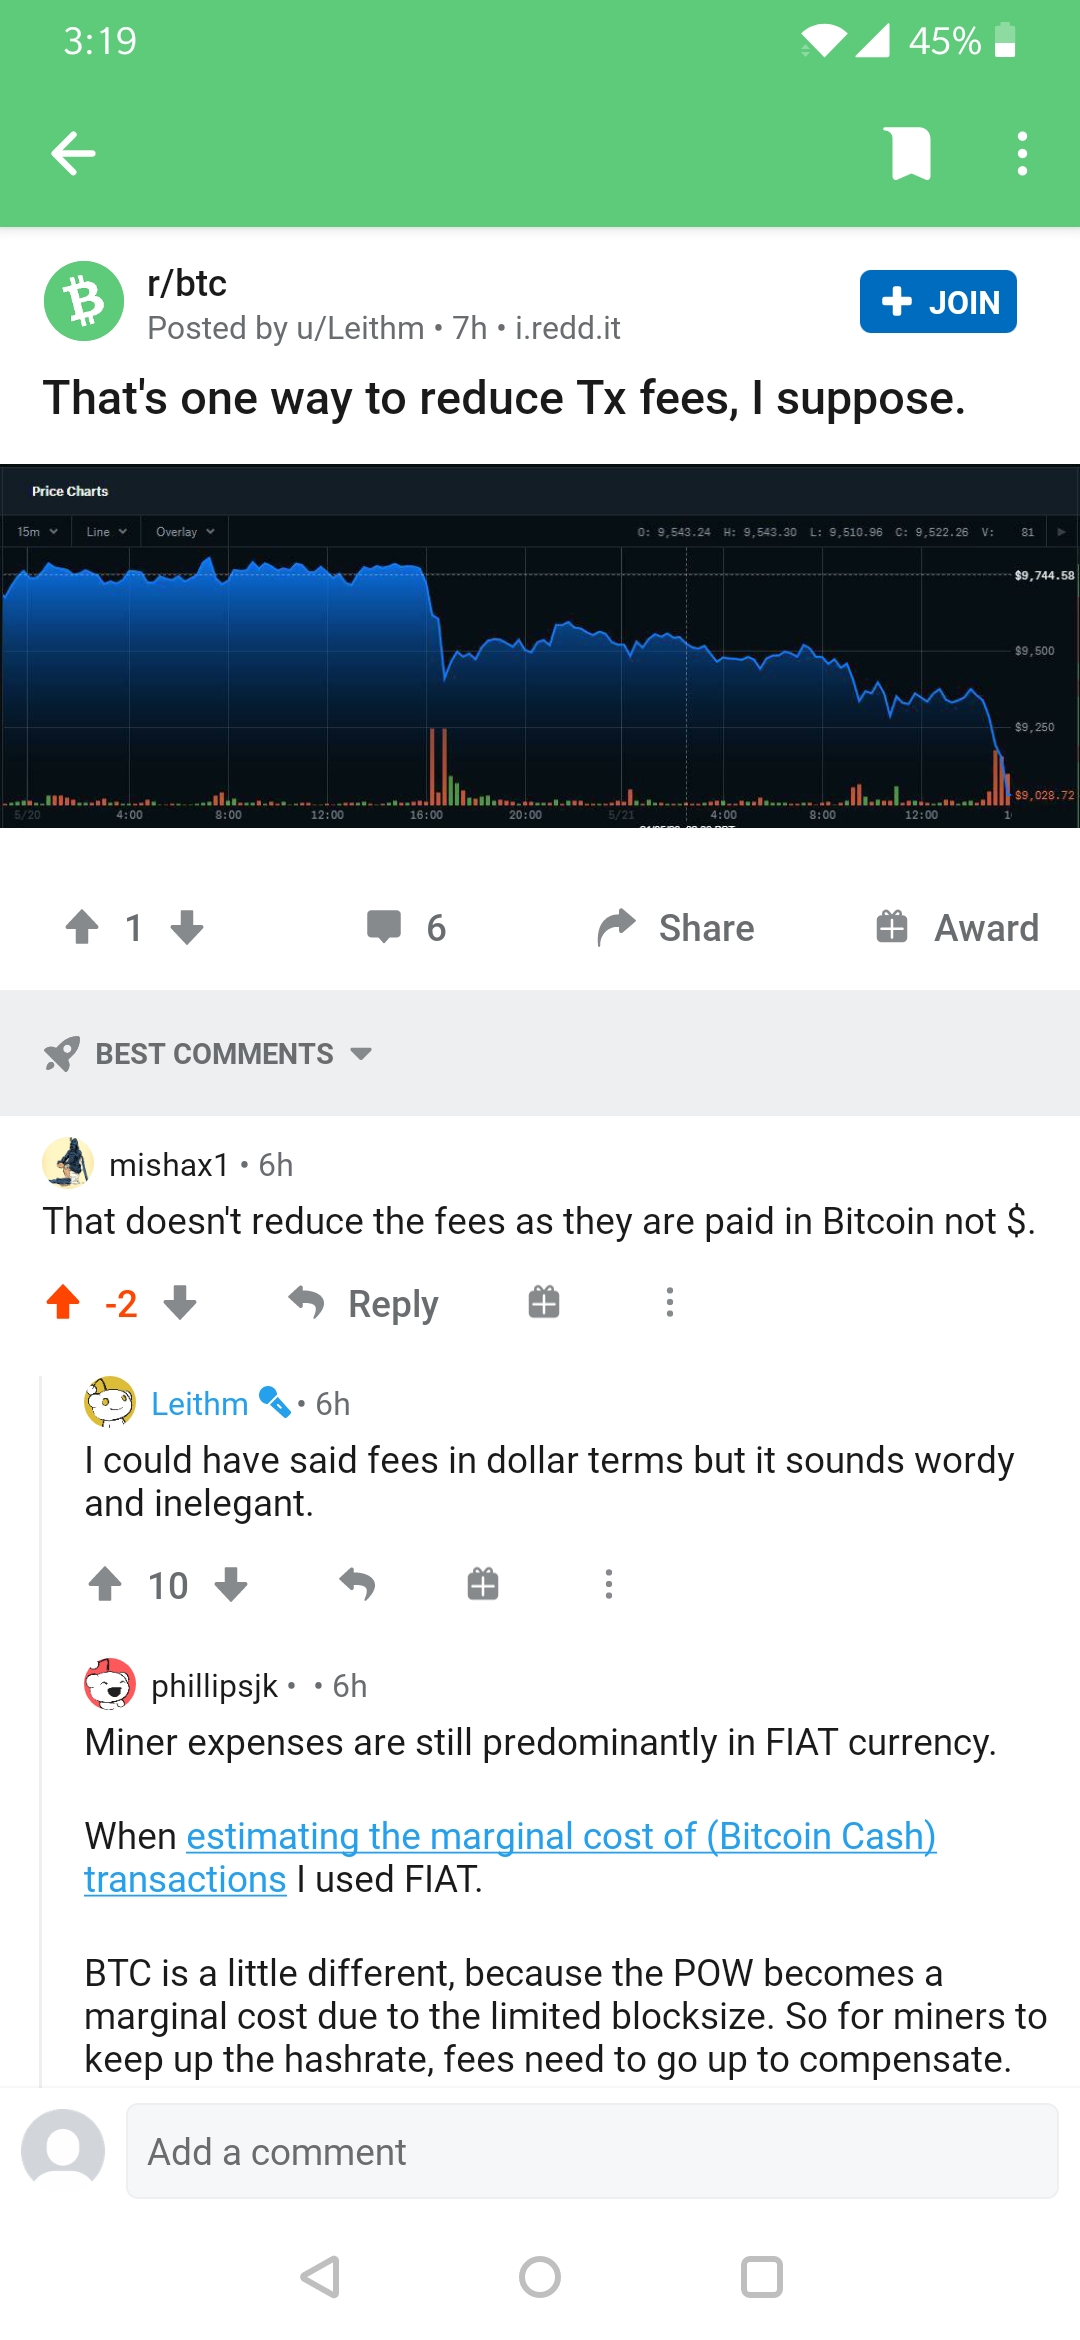 3:19
45%
r/btc
Posted by u/Leithm • 7h • i.redd.it
JOIN
That's one way to reduce Tx fees, I suppose.
Price Charts
15m Line Overlay O: 9,543.24 H: 9,543.30 L: 9,510.96 C: 9,522.26 V: 81
$9,744.58
$9,500
$9,250
$9,028.72
5/20 4:00 8:00 12:00 16:00 20:00 5/21 4:00 8:00 12:00
1 6 Share Award
BEST COMMENTS
mishax1 • 6h
That doesn't reduce the fees as they are paid in Bitcoin not $.
-2 Reply
Leithm • 6h
I could have said fees in dollar terms but it sounds wordy
and inelegant.
10
phillipsjk • • 6h
Miner expenses are still predominantly in FIAT currency.
When estimating the marginal cost of (Bitcoin Cash)
transactions I used FIAT.
BTC is a little different, because the POW becomes a
marginal cost due to the limited blocksize. So for miners to
keep up the hashrate, fees need to go up to compensate.
Add a comment